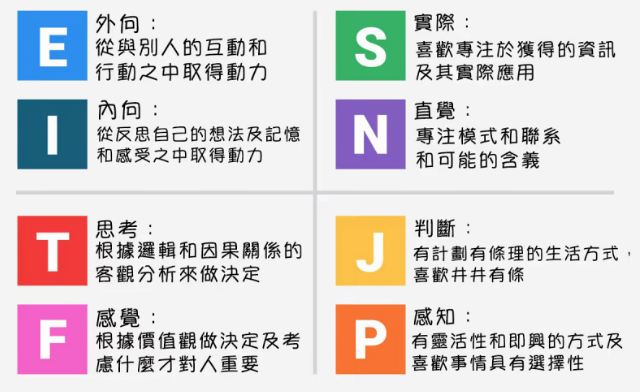 E
外向：
從與別人的互動和
行動之中取得動力
I
內向：
從反思自己的想法及記憶
和感受之中取得動力
S
實際：
喜歡專注於獲得的資訊
及其實際應用
N
直覺：
專注模式和聯系
和可能的含義
T
思考：
根據邏輯和因果關係的
客觀分析來做決定
F
感覺：
根據價值觀做決定及考
慮什麼才對人重要
J
判斷：
有計劃有條理的生活方式，
喜歡井井有條
P
感知：
有靈活性和即興的方式及
喜歡事情具有選擇性